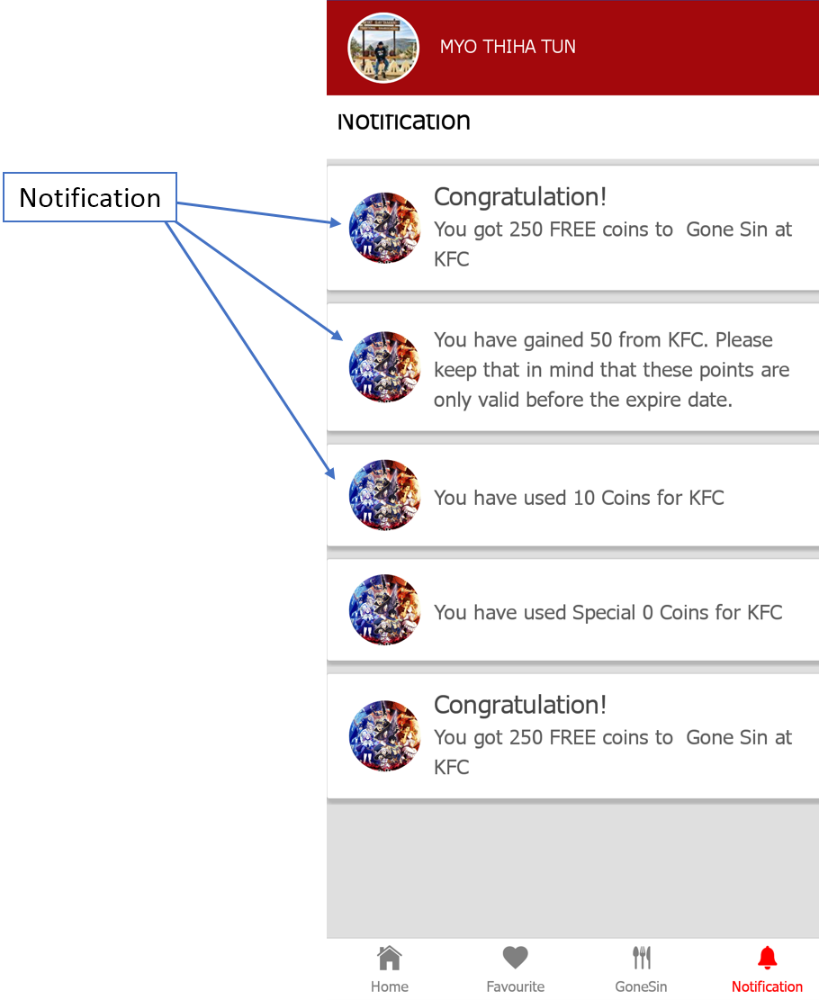 MYO THIHA TUN
Notification
Notification
Congratulation!
You got 250 FREE coins to  Gone Sin at
KFC
You have gained 50 from KFC. Please
keep that in mind that these points are
only valid before the expire date.
You have used 10 Coins for KFC
You have used Special 0 Coins for KFC
Congratulation!
You got 250 FREE coins to  Gone Sin at
KFC
Home
Favourite
GoneSin
Notification